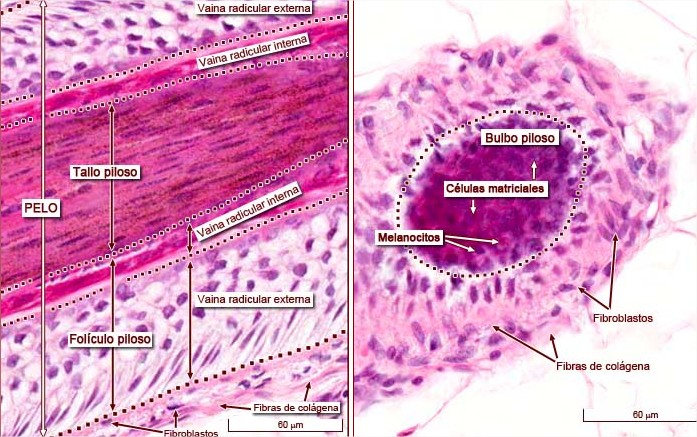 Vaina radicular externa
Vaina radicular interna
Tallo piloso
PELO
Vaina radicular interna
Vaina radicular externa
Folículo piloso
Fibras de colágena
Fibroblastos
60 µm
Bulbo piloso
Células matriciales
Melanocitos
Fibroblastos
Fibras de colágena
60 µm